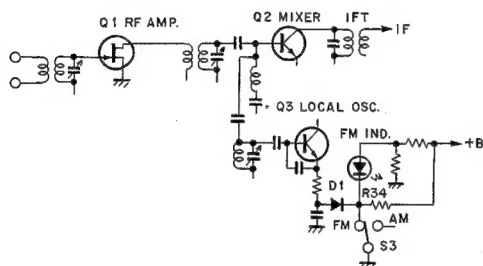 Q1 RF AMP.
Q2 MIXER
IFT
IF
Q3 LOCAL OSC.
FM IND.
+B
D1
R34
FM
AM
S3